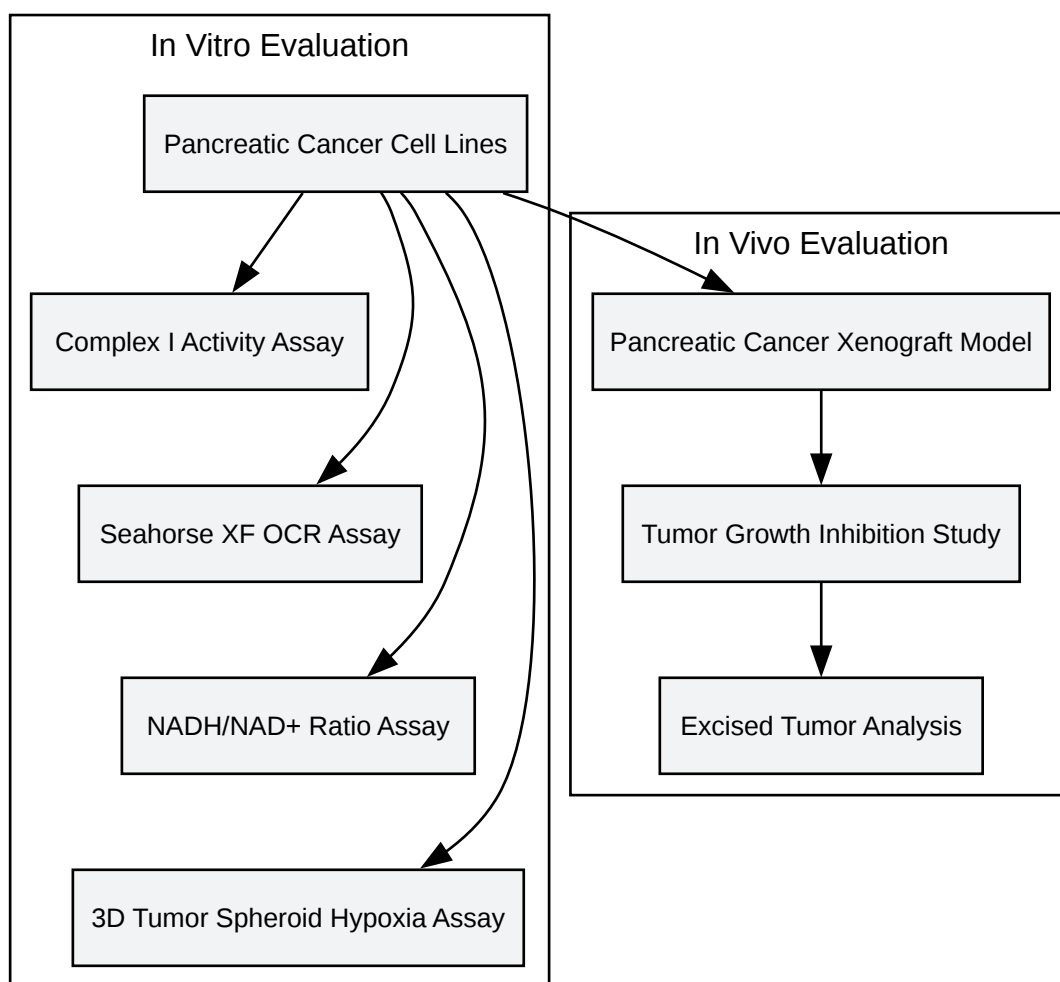 In Vitro Evaluation
Pancreatic Cancer Cell Lines
Complex I Activity Assay
Seahorse XF OCR Assay
NADH/NAD+ Ratio Assay
3D Tumor Spheroid Hypoxia Assay
In Vivo Evaluation
Pancreatic Cancer Xenograft Model
Tumor Growth Inhibition Study
Excised Tumor Analysis